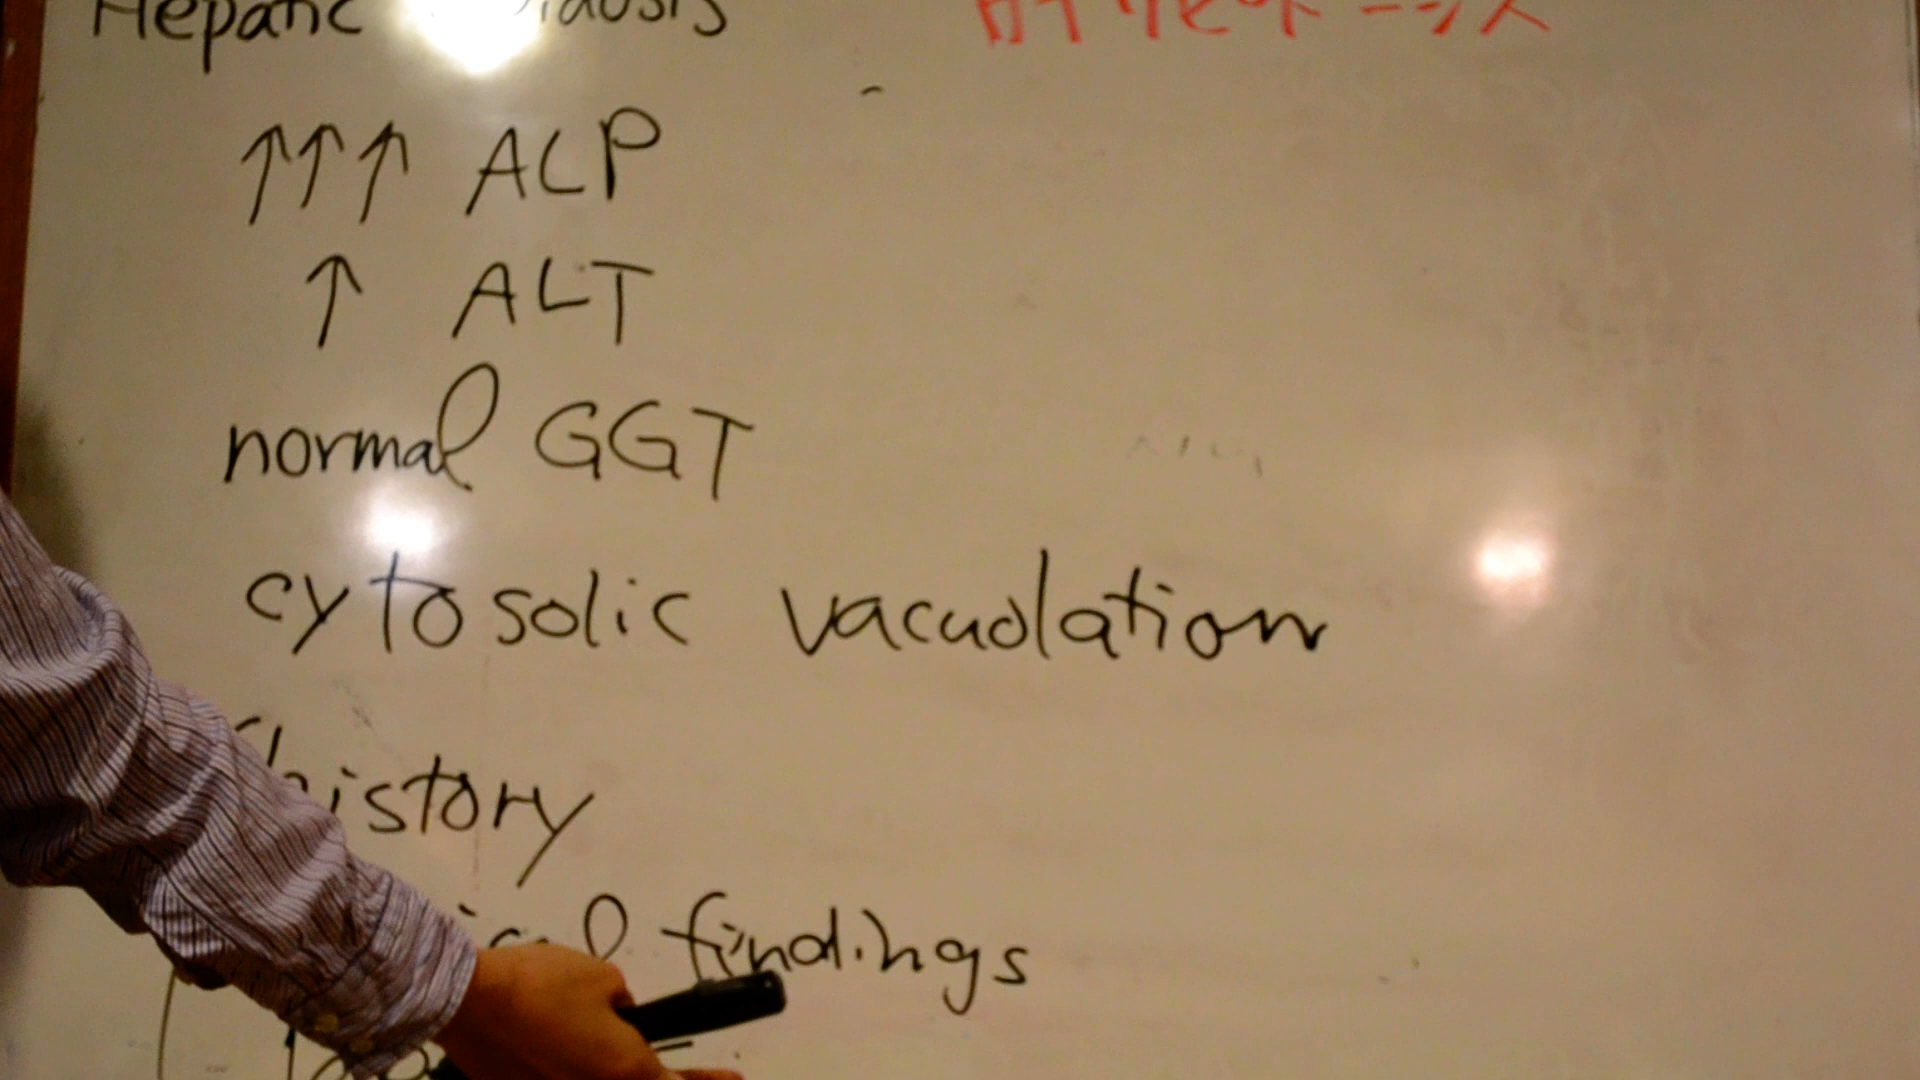 Hepatic 肝リピドーシス
↑↑↑ ALP
↑ ALT
normal GGT
cytosolic vacuolation
history
findings